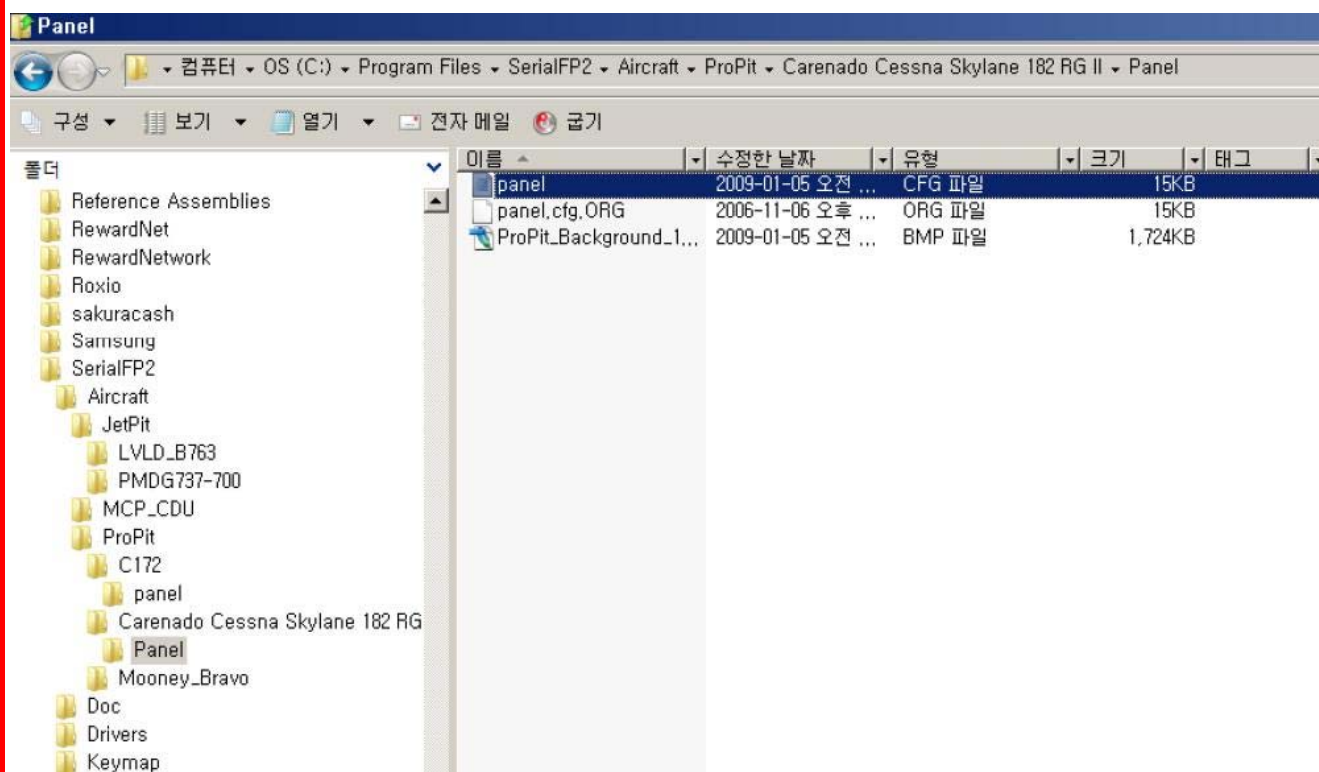 Panel
컴퓨터 OS (C:) Program Files SerialFP2 Aircraft ProPit Carenado Cessna Skylane 182 RG II Panel
구성 보기 열기 전자 메일 굽기
폴더
Reference Assemblies
RewardNet
RewardNetwork
Roxio
sakuracash
Samsung
SerialFP2
Aircraft
JetPit
LVLD_B763
PMDG737-700
MCP_CDU
ProPit
C172
panel
Carenado Cessna Skylane 182 RG
Panel
Mooney_Bravo
Doc
Drivers
Keymap
이름 수정한 날짜 유형 크기 태그
panel 2009-01-05 오전 ... CFG 파일 15KB
panel,cfg,ORG 2006-11-06 오후 ... ORG 파일 15KB
ProPit_Background_1... 2009-01-05 오전 ... BMP 파일 1,724KB